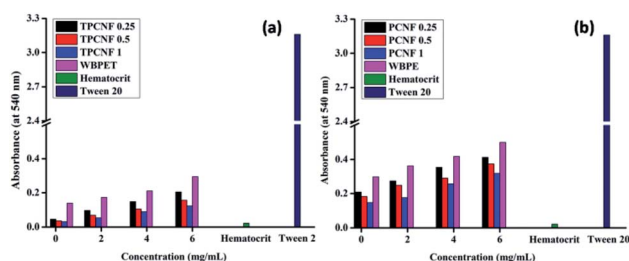 (a)
TPCNF 0.25
TPCNF 0.5
TPCNF 1
WBPET
Hematocrit
Tween 20
Absorbance (at 540 nm)
3.3
3.0
2.7
2.4
0.4
0.2
0.0
0 2 4 6 Hematocrit Tween 2
Concentration (mg/mL)
(b)
PCNF 0.25
PCNF 0.5
PCNF 1
WBPE
Hematocrit
Tween 20
Absorbance (at 540 nm)
3.3
3.0
2.7
2.4
0.4
0.2
0.0
0 2 4 6 Hematocrit Tween 20
Concentration (mg/mL)